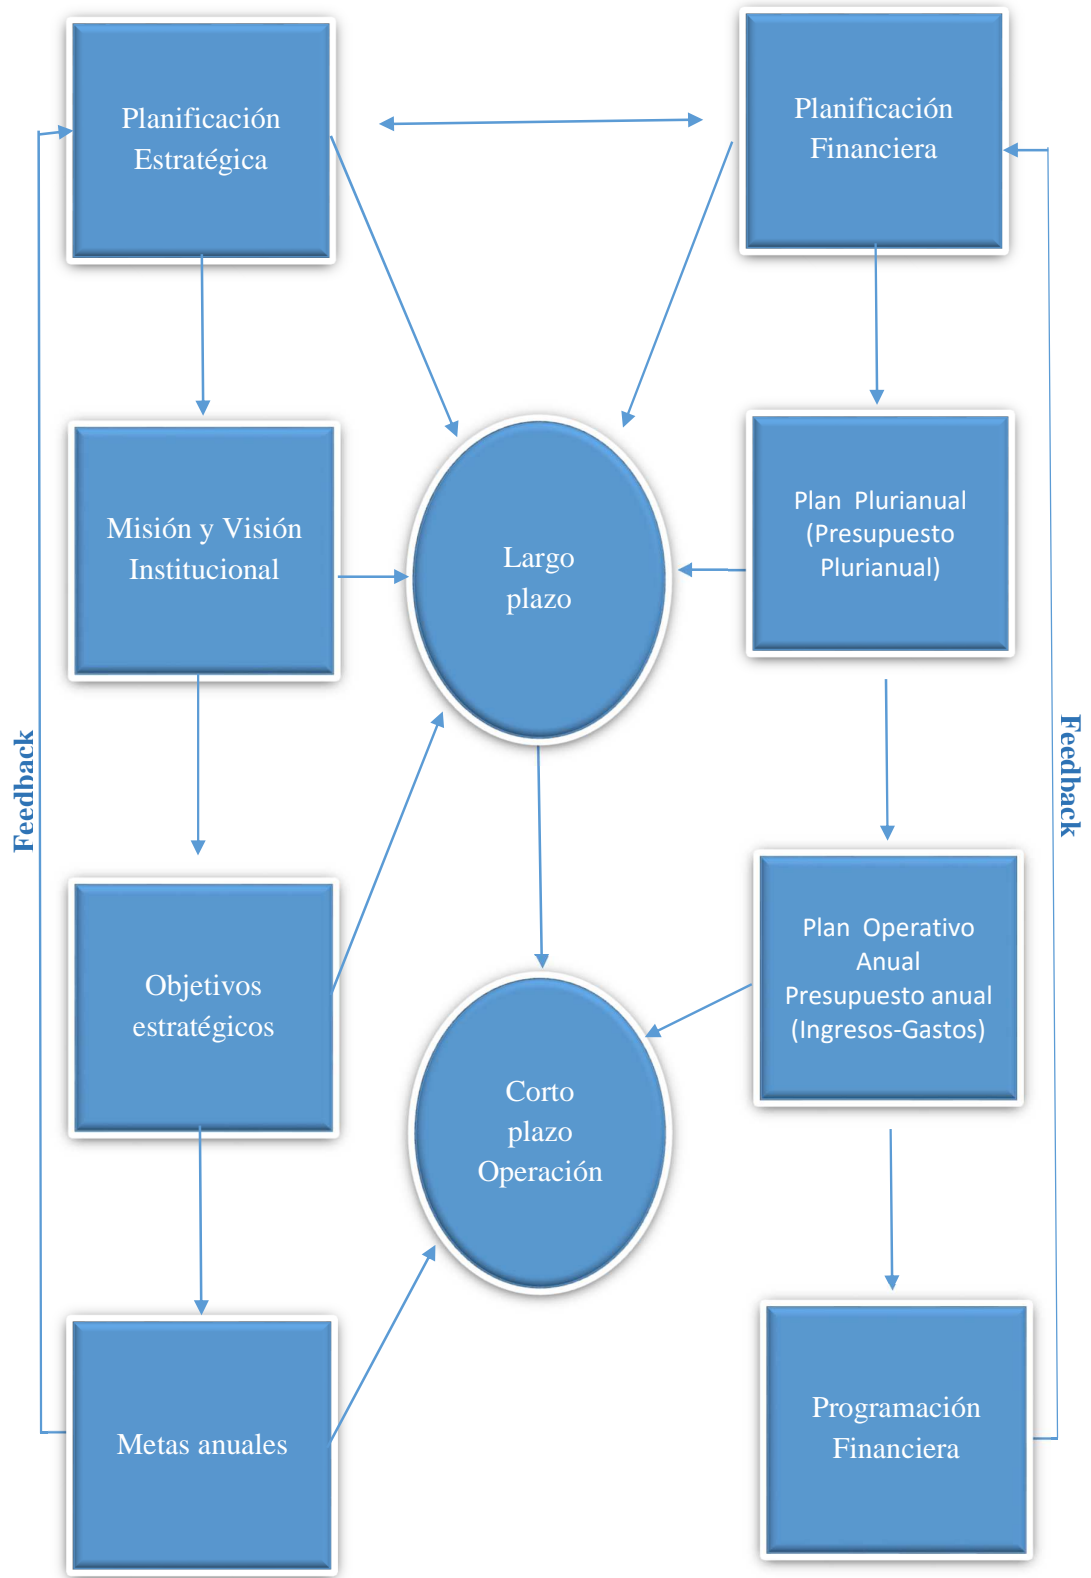 Planificación
Estratégica
Planificación
Financiera
Misión y Visión
Institucional
Largo
plazo
Plan Plurianual
(Presupuesto
Plurianual)
Feedback
Feedback
Objetivos
estratégicos
Plan Operativo
Anual
Presupuesto anual
(Ingresos-Gastos)
Corto
plazo
Operación
Metas anuales
Programación
Financiera